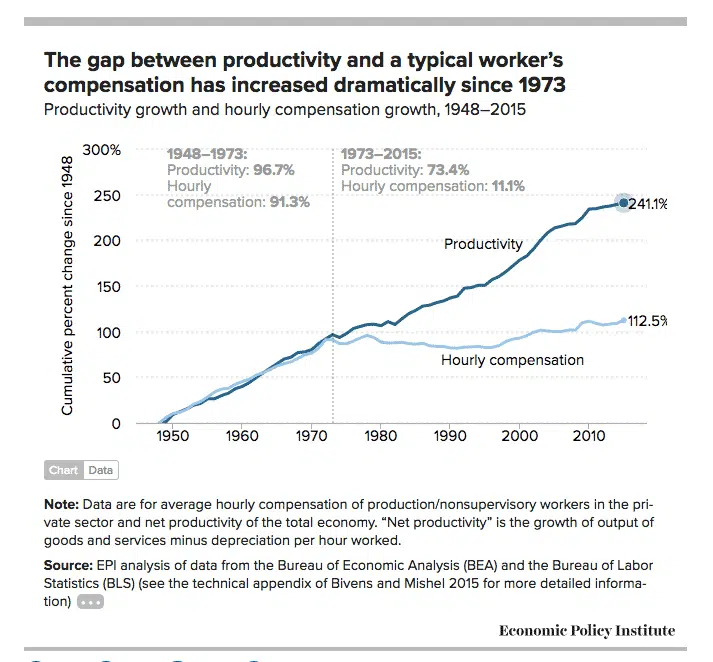 The gap between productivity and a typical worker's
compensation has increased dramatically since 1973
Productivity growth and hourly compensation growth, 1948–2015
Cumulative percent change since 1948
300%
250
200
150
100
50
0
1948–1973:
Productivity: 96.7%
Hourly
compensation: 91.3%
1973–2015:
Productivity: 73.4%
Hourly compensation: 11.1%
241.1%
Productivity
112.5%
Hourly compensation
1950
1960
1970
1980
1990
2000
2010
Chart Data
Note: Data are for average hourly compensation of production/nonsupervisory workers in the pri-
vate sector and net productivity of the total economy. “Net productivity” is the growth of output of
goods and services minus depreciation per hour worked.
Source: EPI analysis of data from the Bureau of Economic Analysis (BEA) and the Bureau of Labor
Statistics (BLS) (see the technical appendix of Bivens and Mishel 2015 for more detailed informa-
tion) •••
Economic Policy Institute